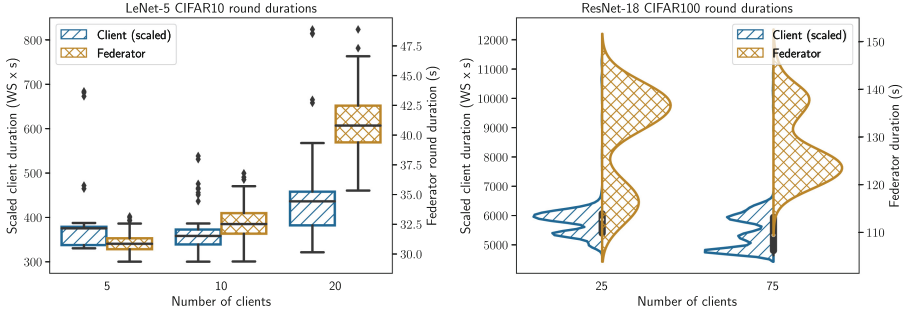 LeNet-5 CIFAR10 round durations
Client (scaled)
Federator
Scaled client duration (WS x s)
800
700
600
500
400
300
47.5
45.0
42.5
40.0
37.5
35.0
32.5
30.0
Federator round duration (s)
5
10
20
Number of clients
ResNet-18 CIFAR100 round durations
Client (scaled)
Federator
Scaled client duration (WS x s)
12000
11000
10000
9000
8000
7000
6000
5000
150
140
130
120
110
Federator round duration (s)
25
75
Number of clients